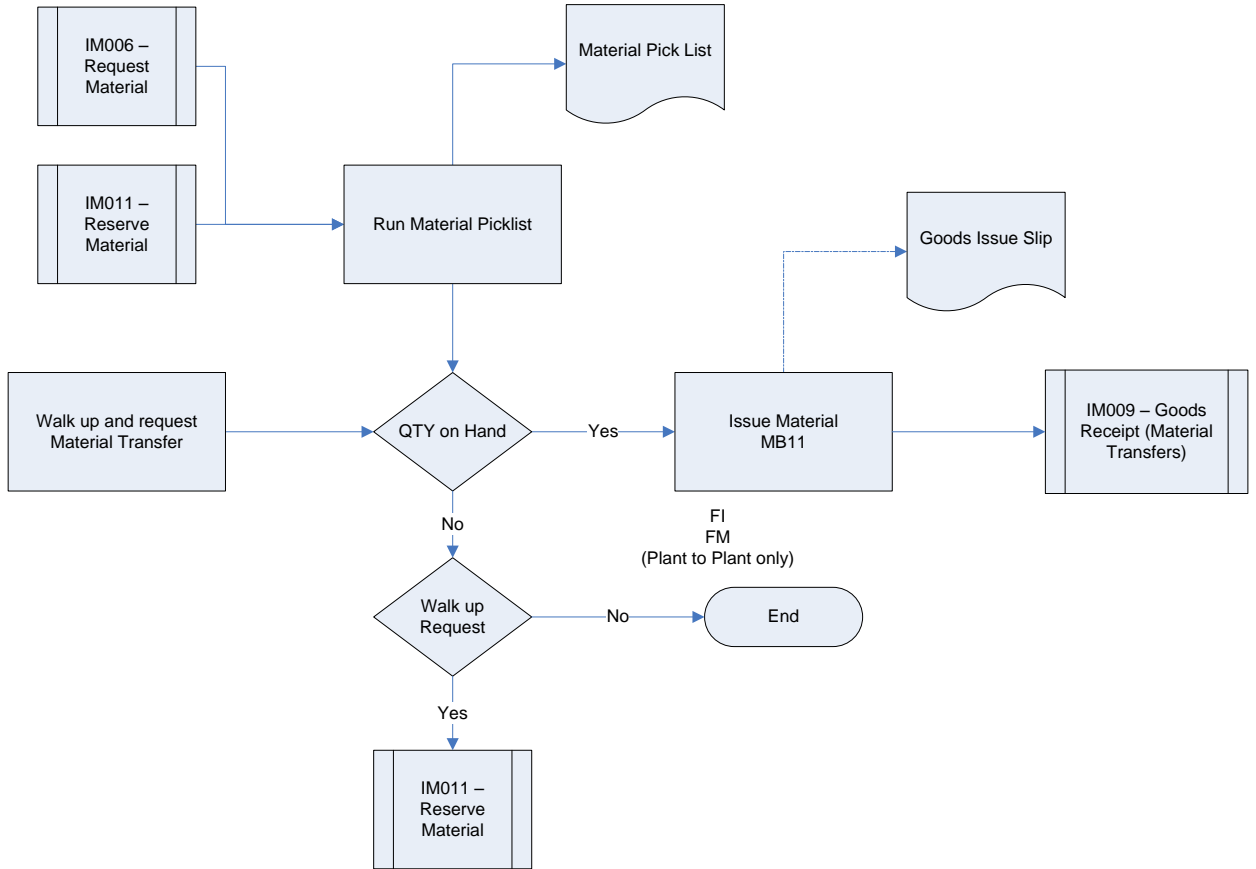 IM006 –
Request
Material
Material Pick List
IM011 –
Reserve
Material
Run Material Picklist
Goods Issue Slip
Walk up and request
Material Transfer
QTY on Hand
Yes
Issue Material
MB11
IM009 – Goods
Receipt (Material
Transfers)
No
FI
FM
(Plant to Plant only)
Walk up
Request
No
End
Yes
IM011 –
Reserve
Material